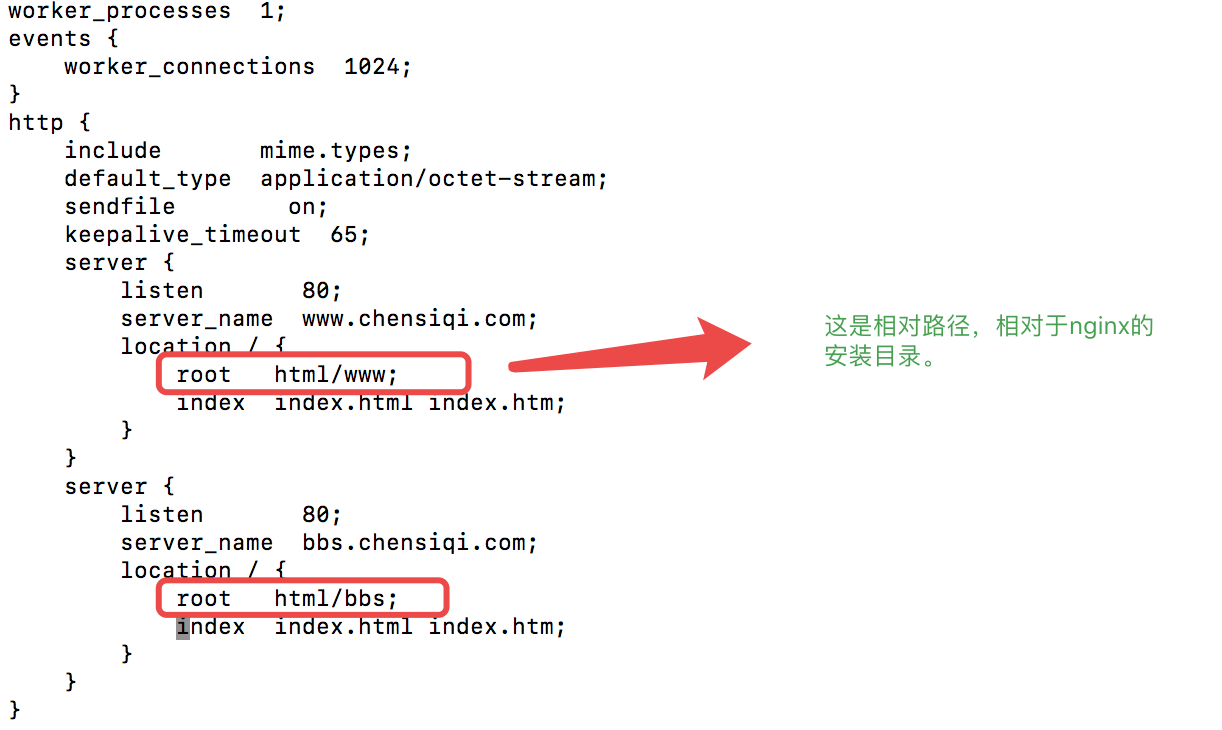 worker_processes  1;
events {
    worker_connections  1024;
}
http {
    include       mime.types;
    default_type  application/octet-stream;
    sendfile        on;
    keepalive_timeout  65;
    server {
        listen       80;
        server_name  www.chensiqi.com;
        location / {
            root   html/www;
            index  index.html index.htm;
        }
    }
    server {
        listen       80;
        server_name  bbs.chensiqi.com;
        location / {
            root   html/bbs;
            index  index.html index.htm;
        }
    }
}
这是相对路径，相对于nginx的
安装目录。